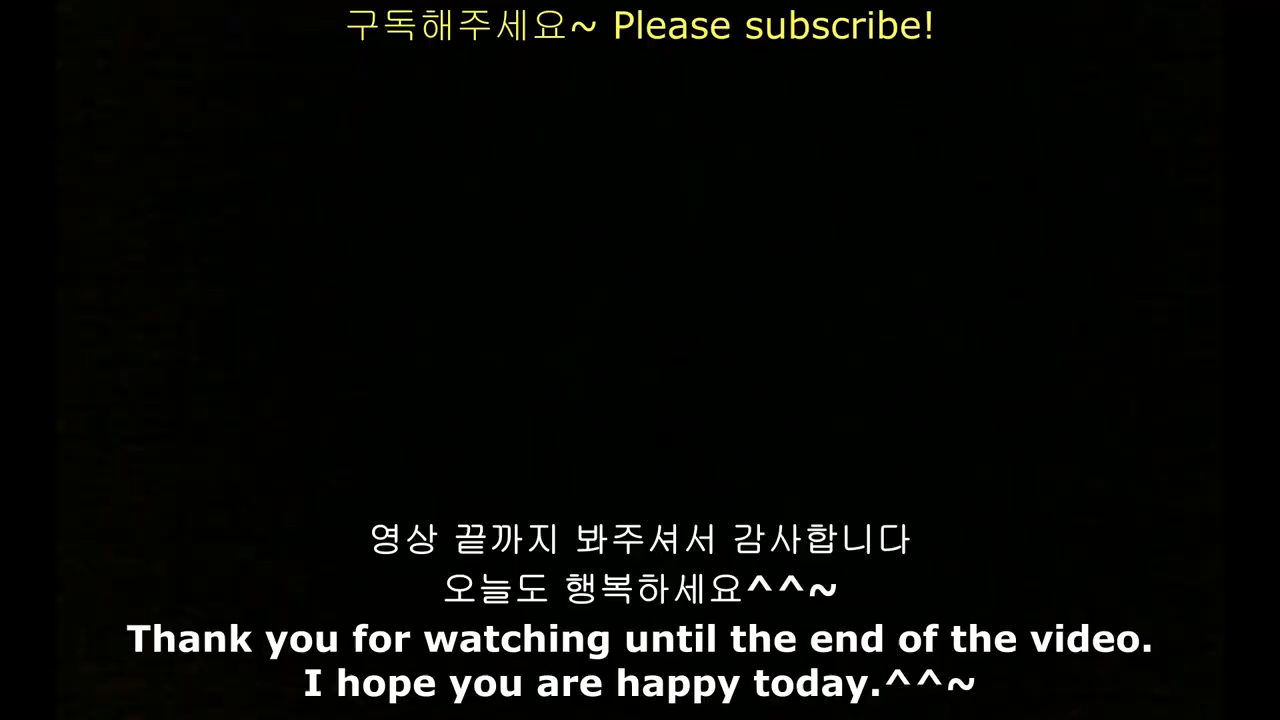 구독해주세요~ Please subscribe!
영상 끝까지 봐주셔서 감사합니다
오늘도 행복하세요^^~
Thank you for watching until the end of the video.
I hope you are happy today.^^~